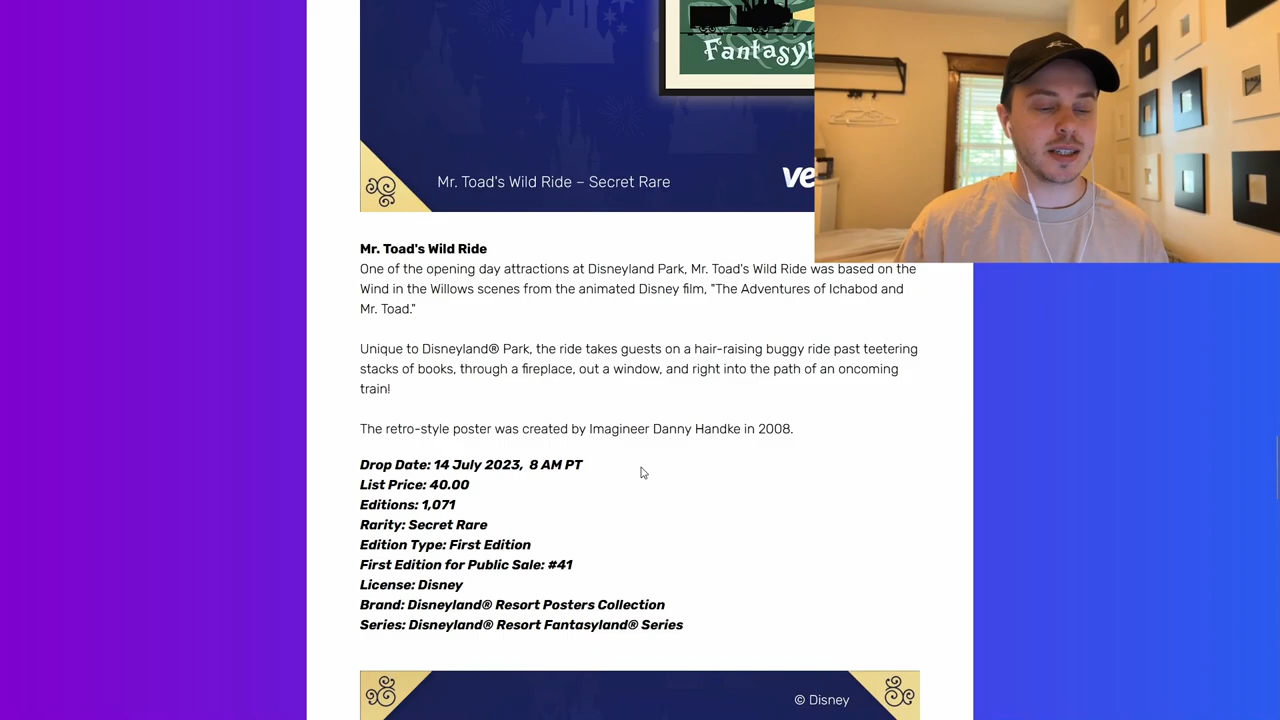 Fantasyl
Mr. Toad's Wild Ride – Secret Rare
ve
Mr. Toad's Wild Ride
One of the opening day attractions at Disneyland Park, Mr. Toad's Wild Ride was based on the
Wind in the Willows scenes from the animated Disney film, "The Adventures of Ichabod and
Mr. Toad."
Unique to Disneyland® Park, the ride takes guests on a hair-raising buggy ride past teetering
stacks of books, through a fireplace, out a window, and right into the path of an oncoming
train!
The retro-style poster was created by Imagineer Danny Handke in 2008.
Drop Date: 14 July 2023,  8 AM PT
List Price: 40.00
Editions: 1,071
Rarity: Secret Rare
Edition Type: First Edition
First Edition for Public Sale: #41
License: Disney
Brand: Disneyland® Resort Posters Collection
Series: Disneyland® Resort Fantasyland® Series
© Disney